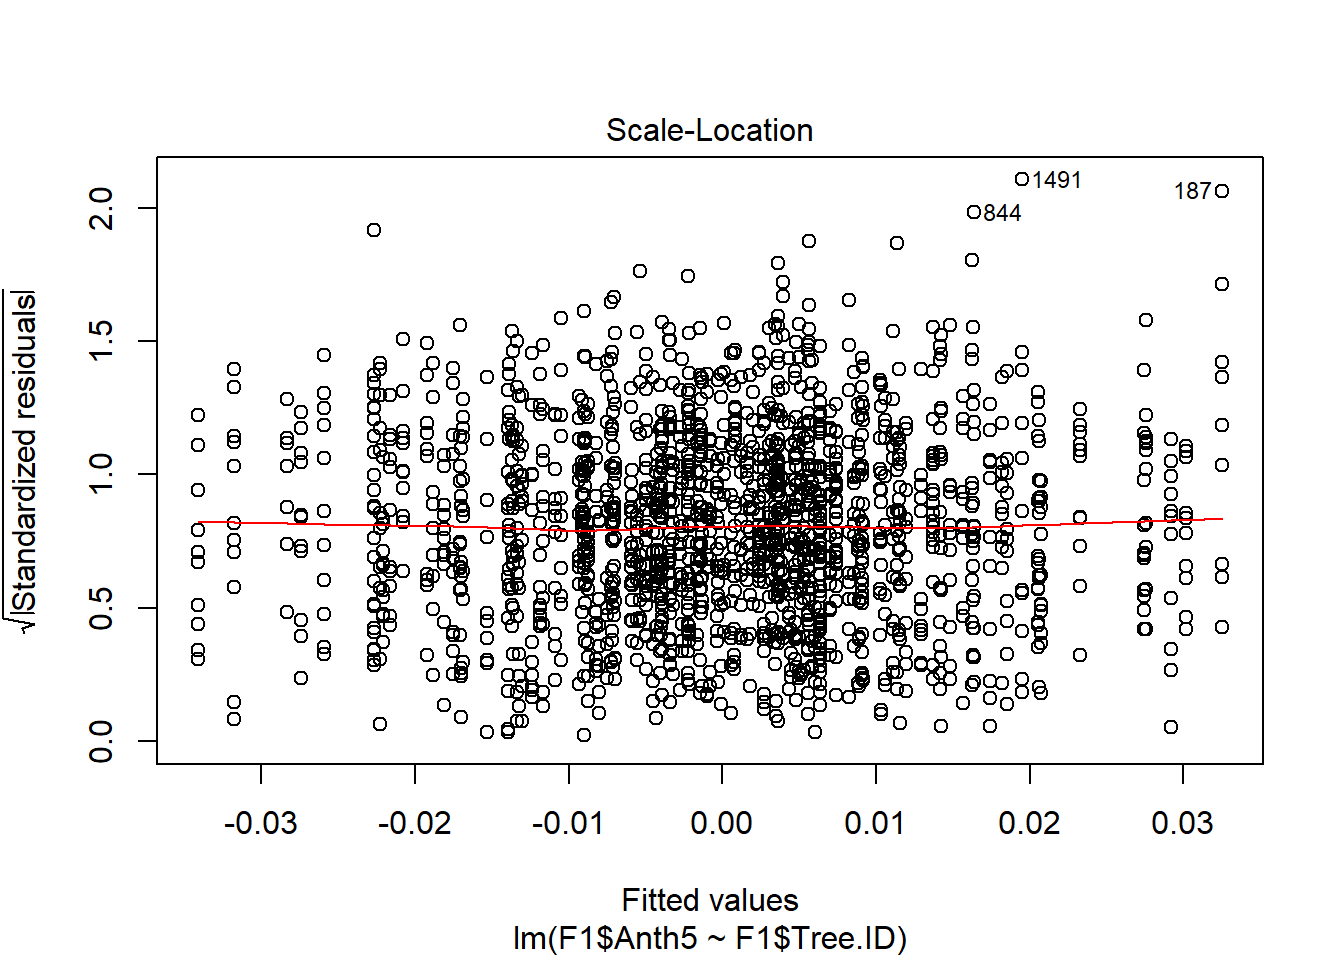 Scale-Location
√|Standardized residuals|
2.0
1.5
1.0
0.5
0.0
1491
187
844
-0.03 -0.02 -0.01 0.00 0.01 0.02 0.03
Fitted values
lm(F1$Anth5 ~ F1$Tree.ID)